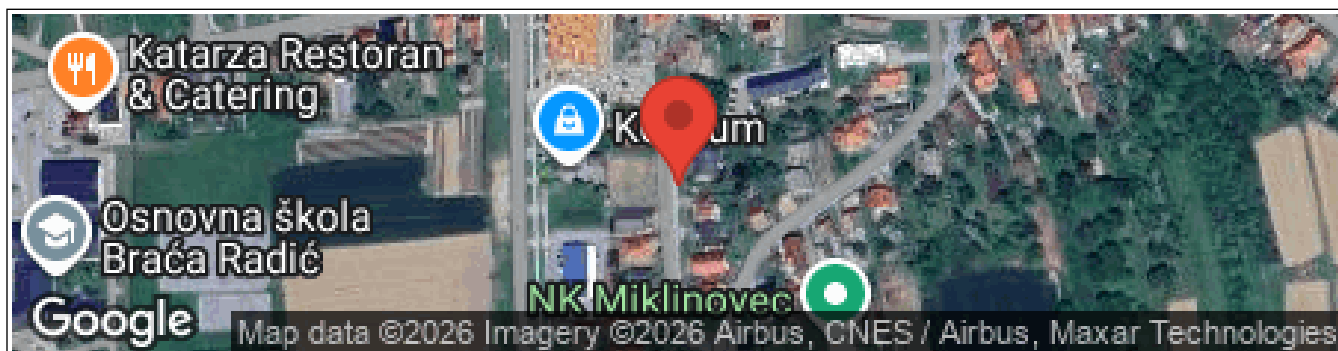 Katarza Restoran
& Catering
Osnovna škola
Braća Radić
NK Miklinovec
Google
Map data ©2026 Imagery ©2026 Airbus, CNES / Airbus, Maxar Technologies